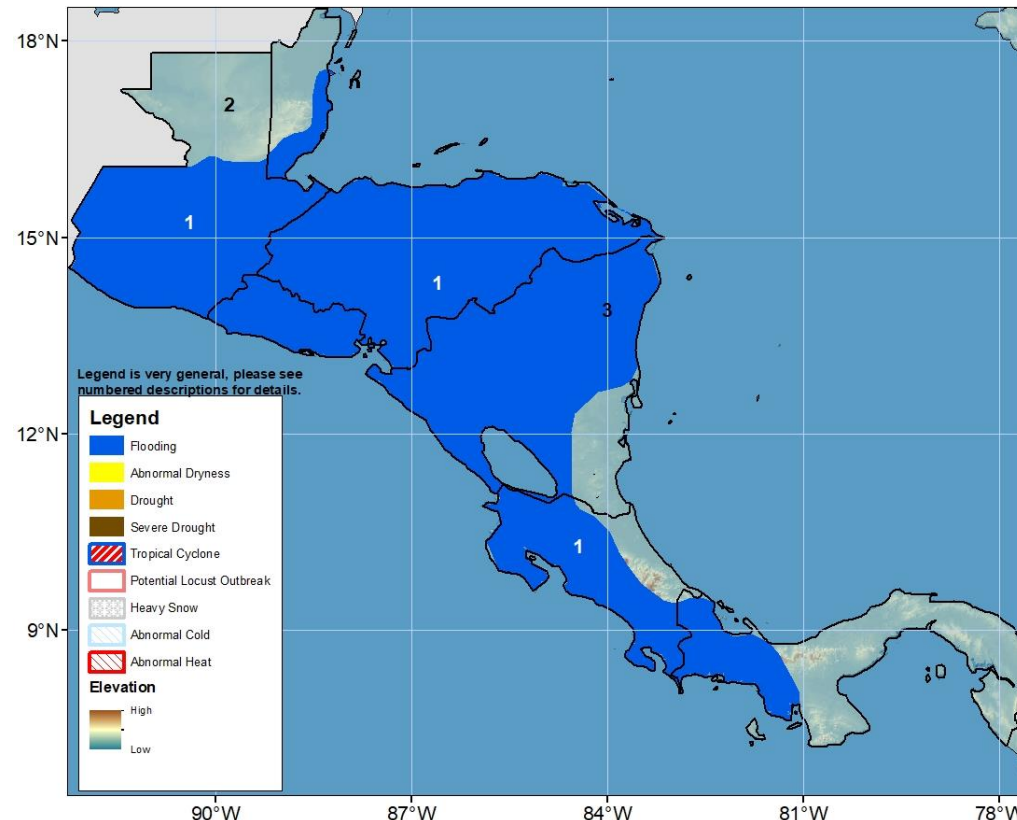 18°N
2
1
15°N
1
3
Legend is very general, please see
numbered descriptions for details.
Legend
Flooding
12°N
Abnormal Dryness
Drought
Severe Drought
Tropical Cyclone
1
Potential Locust Outbreak
Heavy Snow
9°N
Abnormal Cold
Abnormal Heat
Elevation
High
Low
90°W 87°W 84°W 81°W 78°W